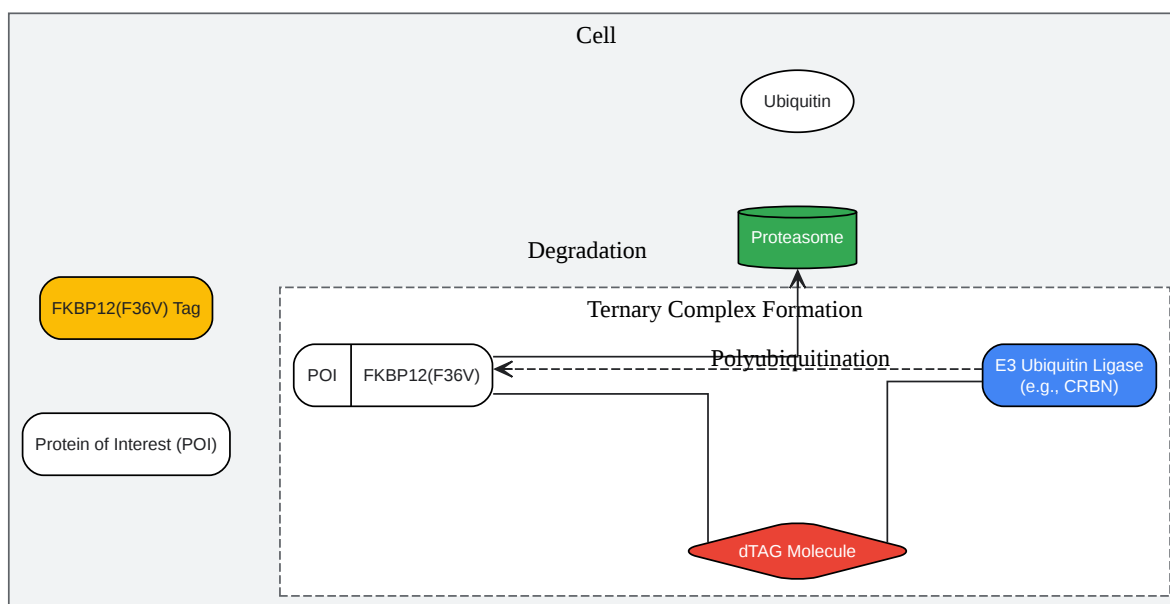 Cell
Ubiquitin
Proteasome
Degradation
FKBP12(F36V) Tag
Ternary Complex Formation
Polyubiquitination
POI
FKBP12(F36V)
E3 Ubiquitin Ligase
(e.g., CRBN)
Protein of Interest (POI)
dTAG Molecule